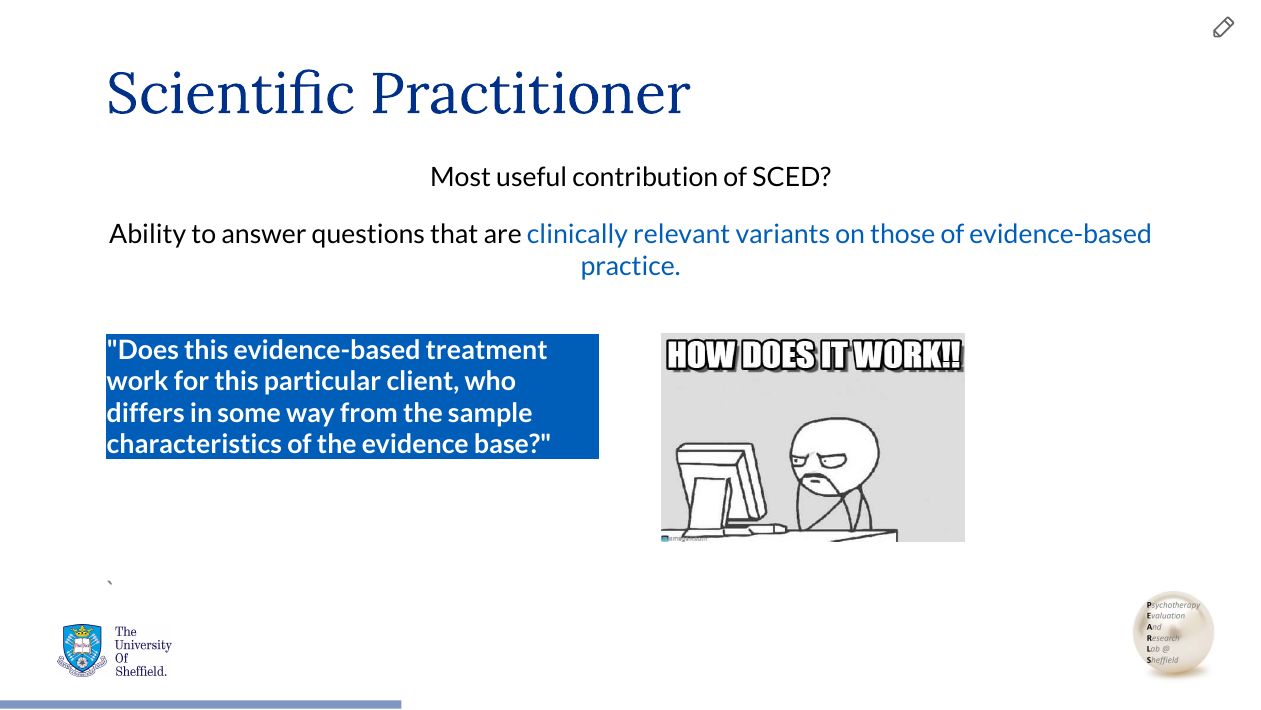 Scientific Practitioner
Most useful contribution of SCED?
Ability to answer questions that are clinically relevant variants on those of evidence-based
practice.
"Does this evidence-based treatment
work for this particular client, who
differs in some way from the sample
characteristics of the evidence base?"
HOW DOES IT WORK!!
`
The
University
Of
Sheffield.
Psychotherapy
Evaluation
And
Research
Lab @
Sheffield